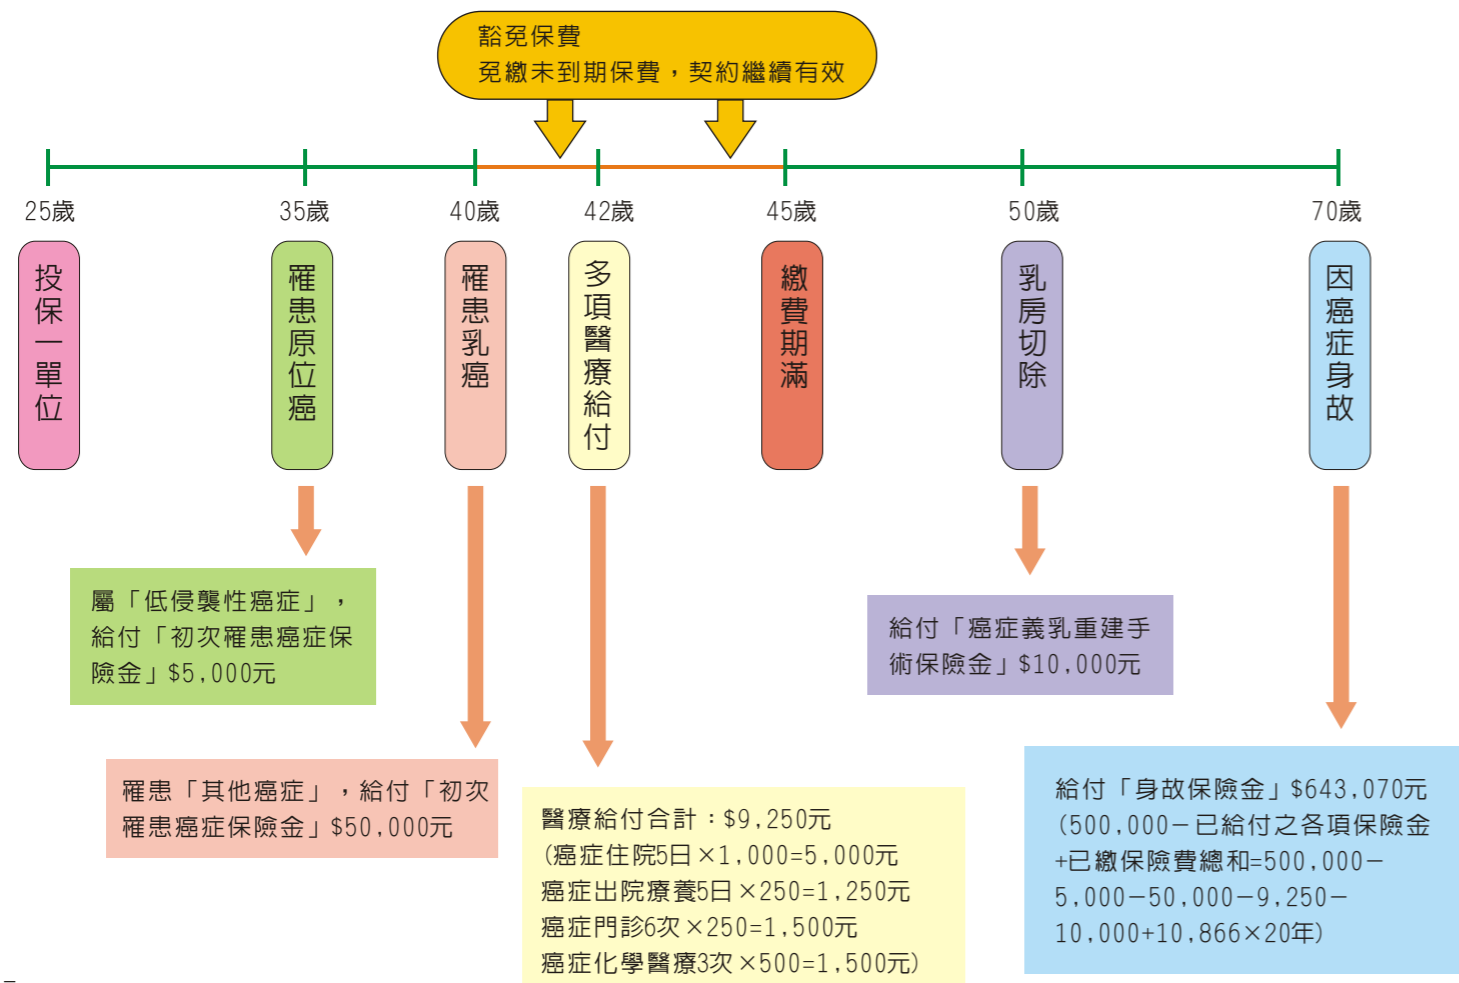 豁免保費
免繳未到期保費，契約繼續有效
25歲
35歲
40歲
42歲
45歲
50歲
70歲
投保一單位
罹患原位癌
罹患乳癌
多項醫療給付
繳費期滿
乳房切除
因癌症身故
屬「低侵襲性癌症」，
給付「初次罹患癌症保
險金」$5,000元
罹患「其他癌症」，給付「初次
罹患癌症保險金」$50,000元
醫療給付合計：$9,250元
(癌症住院5日×1,000=5,000元
癌症出院療養5日×250=1,250元
癌症門診6次×250=1,500元
癌症化學醫療3次×500=1,500元)
給付「癌症義乳重建手
術保險金」$10,000元
給付「身故保險金」$643,070元
(500,000－已給付之各項保險金
+已繳保險費總和=500,000－
5,000－50,000－9,250－
10,000+10,866×20年)